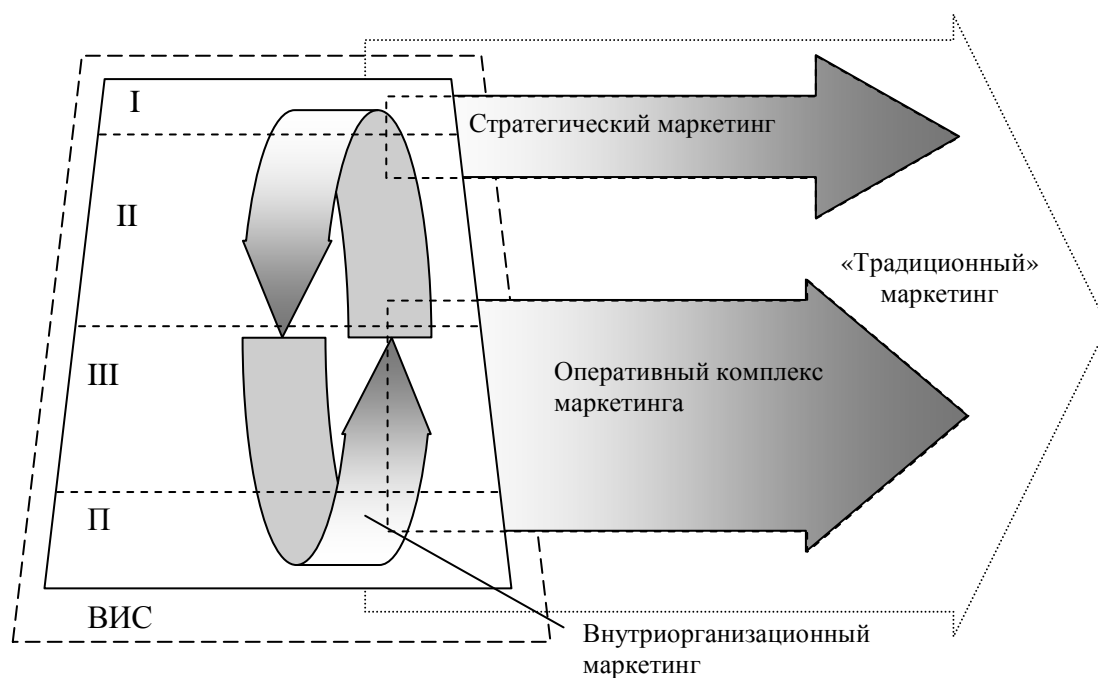 I
Стратегический маркетинг
II
«Традиционный»
маркетинг
III
Оперативный комплекс
маркетинга
П
ВИС
Внутриорганизационный
маркетинг